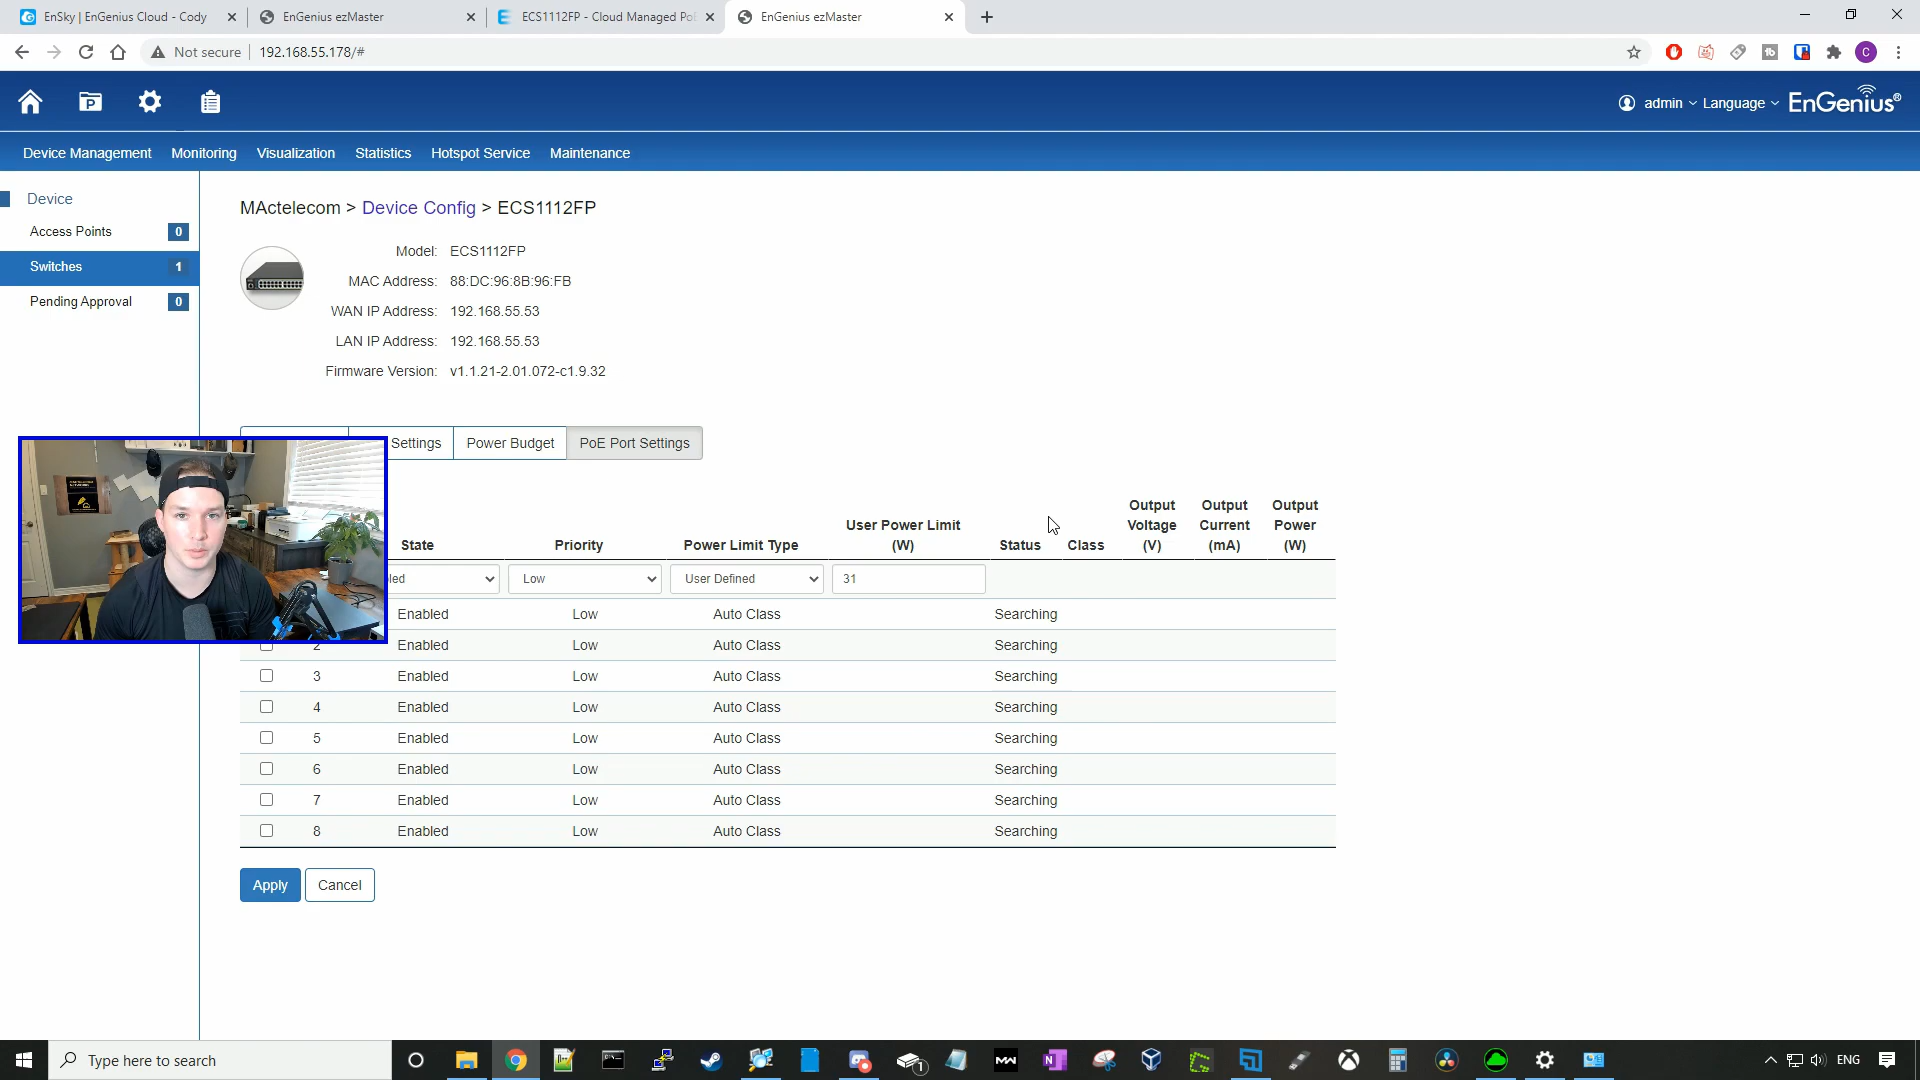 EnSky | EnGenius Cloud - Cody
EnGenius ezMaster
ECS1112FP - Cloud Managed Po
EnGenius ezMaster
Not secure
192.168.55.178/#
C
admin
Language
EnGenius®
Device Management
Monitoring
Visualization
Statistics
Hotspot Service
Maintenance
Device
Access Points 0
Switches 1
Pending Approval 0
MActelecom > Device Config > ECS1112FP
Model: ECS1112FP
MAC Address: 88:DC:96:8B:96:FB
WAN IP Address: 192.168.55.53
LAN IP Address: 192.168.55.53
Firmware Version: v1.1.21-2.01.072-c1.9.32
Settings
Power Budget
PoE Port Settings
State
Priority
Power Limit Type
User Power Limit (W)
Status
Class
Output Voltage (V)
Output Current (mA)
Output Power (W)
led Low User Defined 31
Enabled Low Auto Class Searching
2 Enabled Low Auto Class Searching
3 Enabled Low Auto Class Searching
4 Enabled Low Auto Class Searching
5 Enabled Low Auto Class Searching
6 Enabled Low Auto Class Searching
7 Enabled Low Auto Class Searching
8 Enabled Low Auto Class Searching
Apply
Cancel
Type here to search
ENG